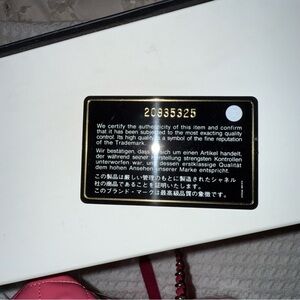 20935325
We certify the authenticity of this item and confirm
that it has been subjected to the most exacting quality
control. Its high quality is a symbol of the fine reputation
of the Trademark.
Wir bestätigen, dass es sich um einen Artikel handelt,
der während seiner Herstellung strengsten Kontrollen
unterworfen war, und dessen erstklassige Qualität
dem hohen Ansehen unserer Marke entspricht.
この製品は厳しい管理のもとに製造されたシャネル
社の商品であることを証明いたします。
このブランド・マークは最高級品質の象徴です。